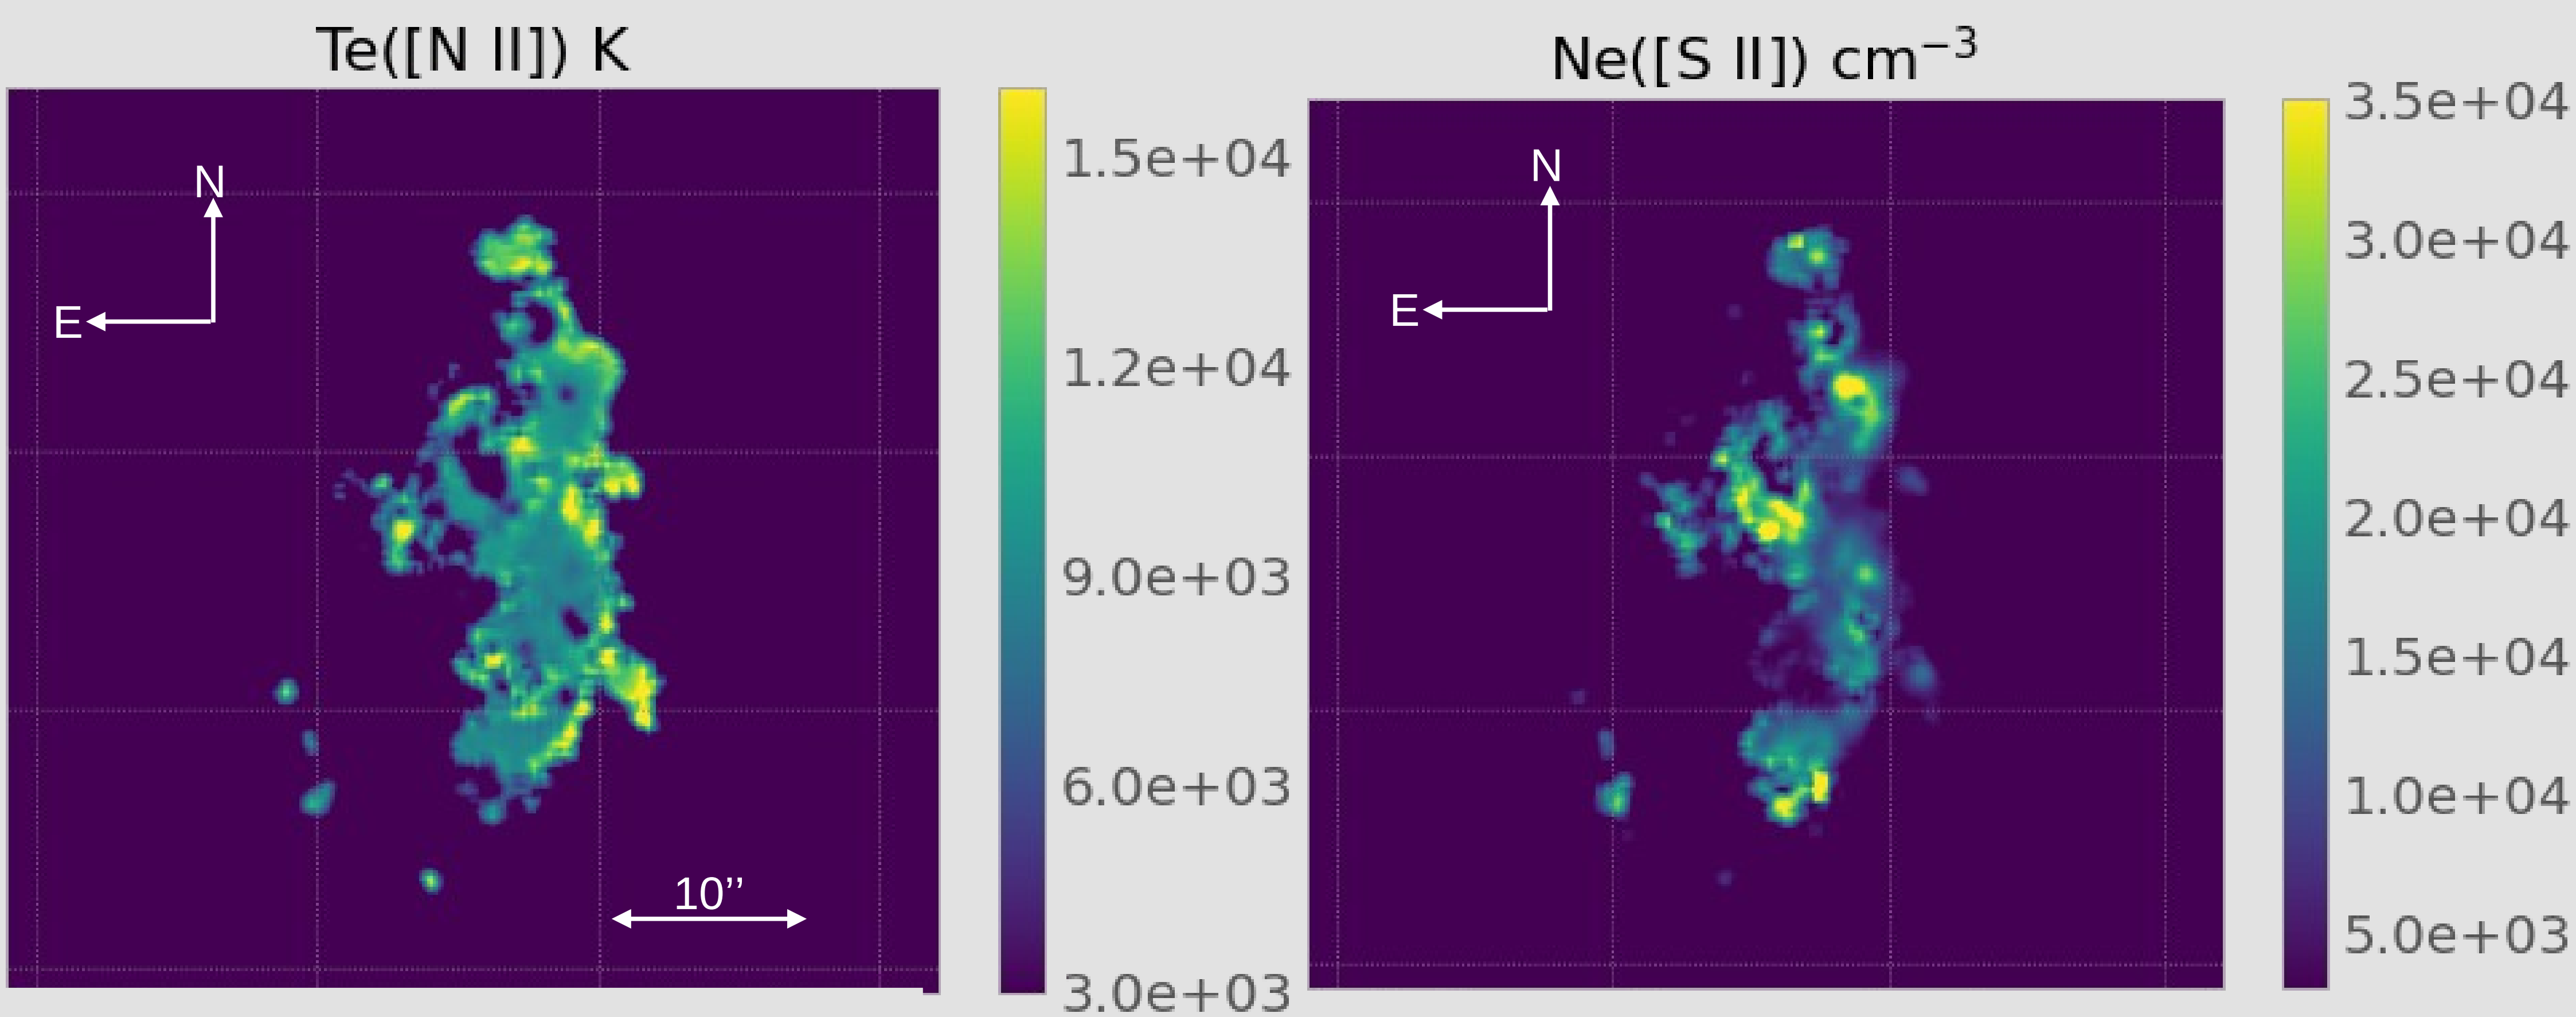 Te([N II]) K
N
E
10’’
1.5e+04
1.2e+04
9.0e+03
6.0e+03
3.0e+03
Ne([S II]) cm⁻³
N
E
3.5e+04
3.0e+04
2.5e+04
2.0e+04
1.5e+04
1.0e+04
5.0e+03